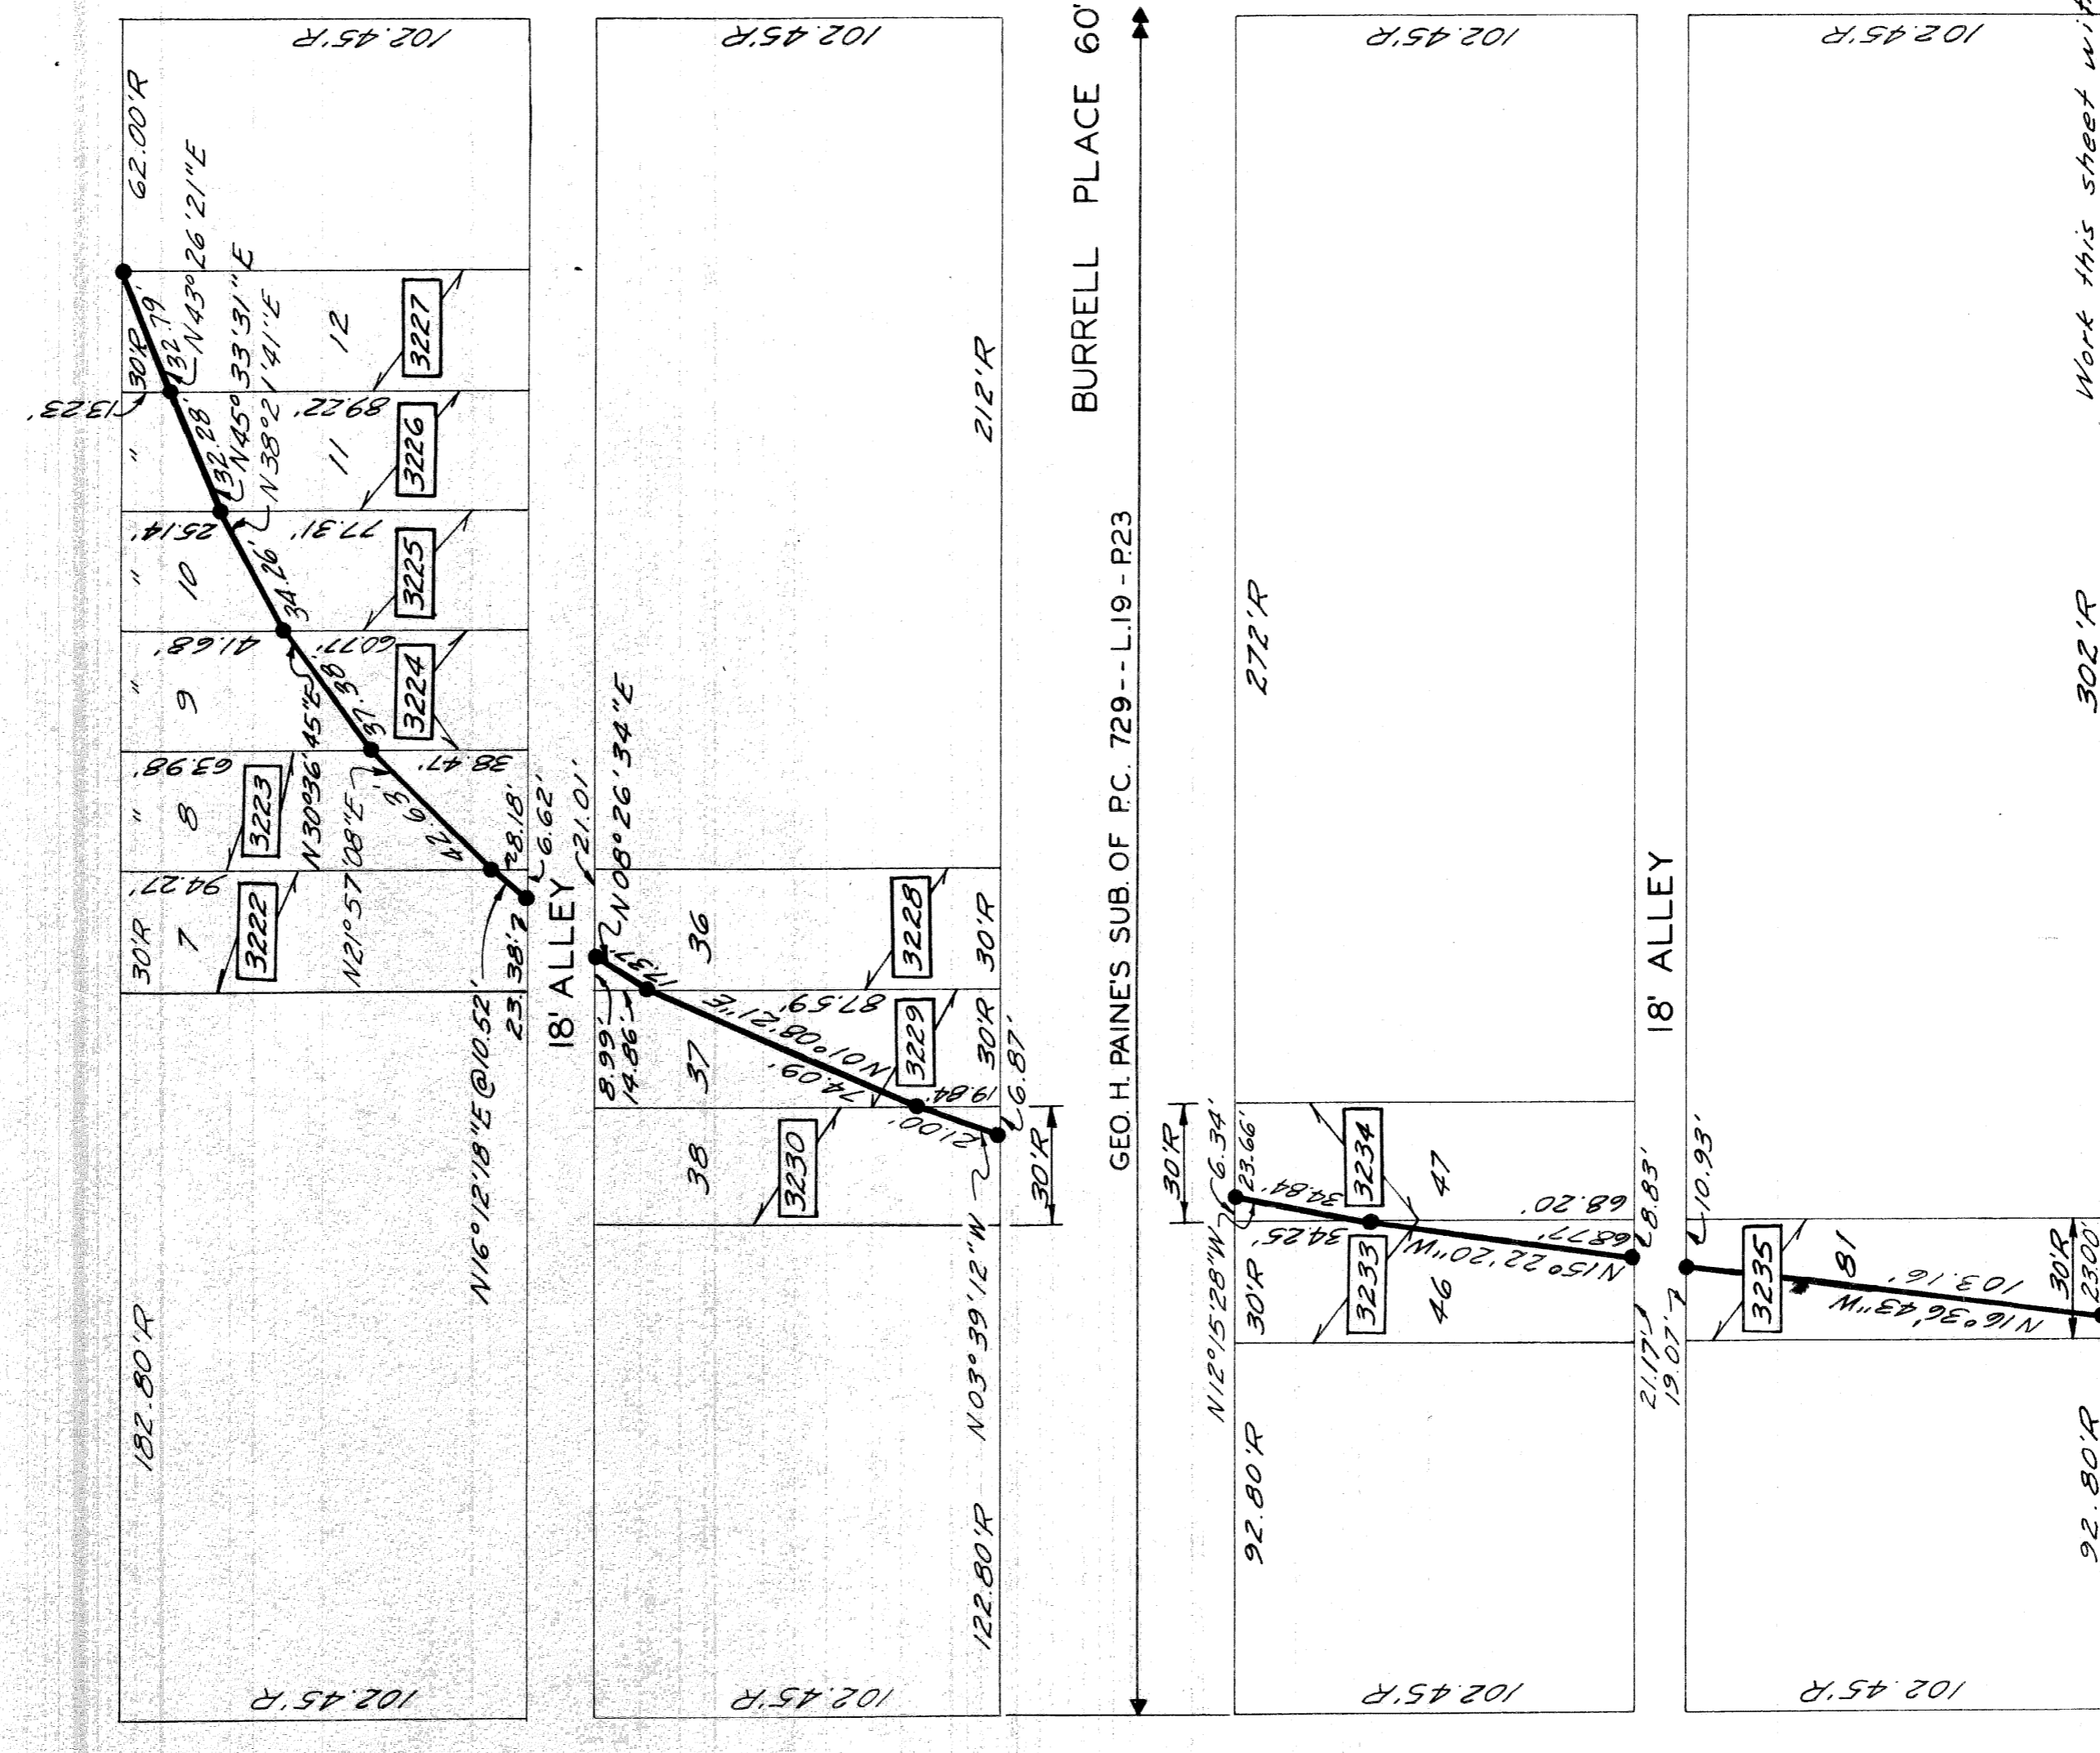 102.45'R
62.00'R
30'R
32.79'
N43°26'21"E
12
3227
13.23'
89.22'
"
32.28'
N45°33'31"E
11
3226
25.14'
77.31'
"
10
34.26'
N38°21'41"E
3225
41.68'
60.77'
"
9
37.38
N30°36'45"E
3224
63.98'
38.47'
"
8
3223
42.63'
N21°57'08"E
94.27'
8.18'
6.62'
30'R
7
3222
N16°12'18"E @10.52'
23.38'
182.80'R
102.45'R
18' ALLEY
102.45'R
212'R
21.01'
N08°26'34"E
17.37'
36
3228
30'R
8.99'
14.86'
87.59'
N01°08'21"E
74.09'
37
3229
30'R
19.84'
6.87'
21.00'
38
3230
30'R
N.03°39'12"W
122.80'R
102.45'R
BURRELL PLACE 60'
GEO. H. PAINE'S SUB. OF P.C. 729 - - L.19 - P.23
102.45'R
272'R
30'R
6.34'
23.66'
N12°15'28"W
34.84'
3234
47
68.20'
34.25'
30'R
3233
46
68.77'
N15°22'20"W
8.83'
21.17'
92.80'R
102.45'R
18' ALLEY
102.45'R
302'R
10.93'
19.07'
3235
81
103.16'
N16°36'43"W
30'R
23.00'
92.80'R
102.45'R
Work this sheet with